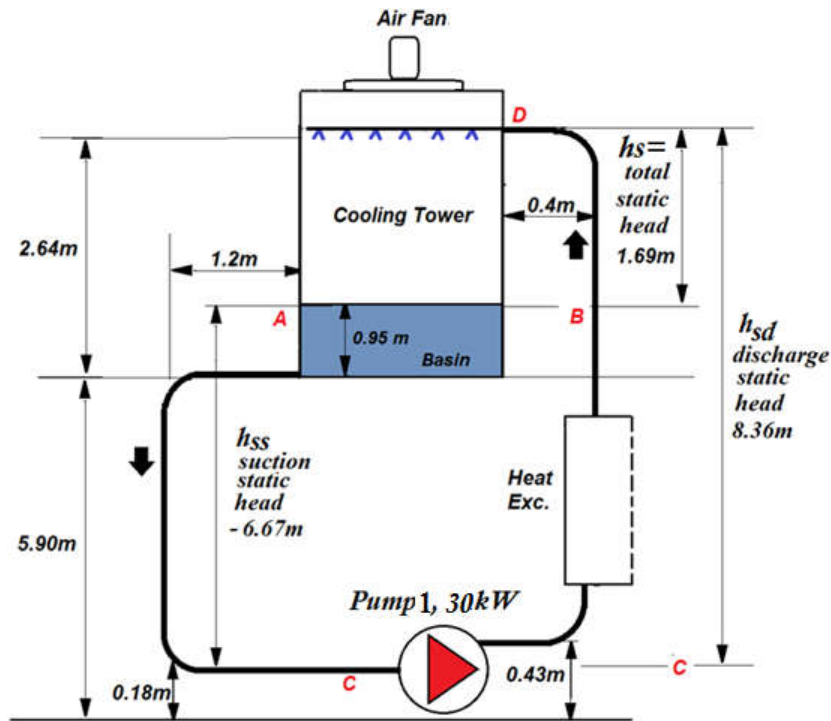 Air Fan
D
hs=
total
static
head
1.69m
0.4m
Cooling Tower
2.64m
1.2m
A
B
0.95 m
Basin
hsd
discharge
static
head
8.36m
hss
suction
static
head
- 6.67m
Heat
Exc.
5.90m
Pump1, 30kW
C
C
0.18m
0.43m